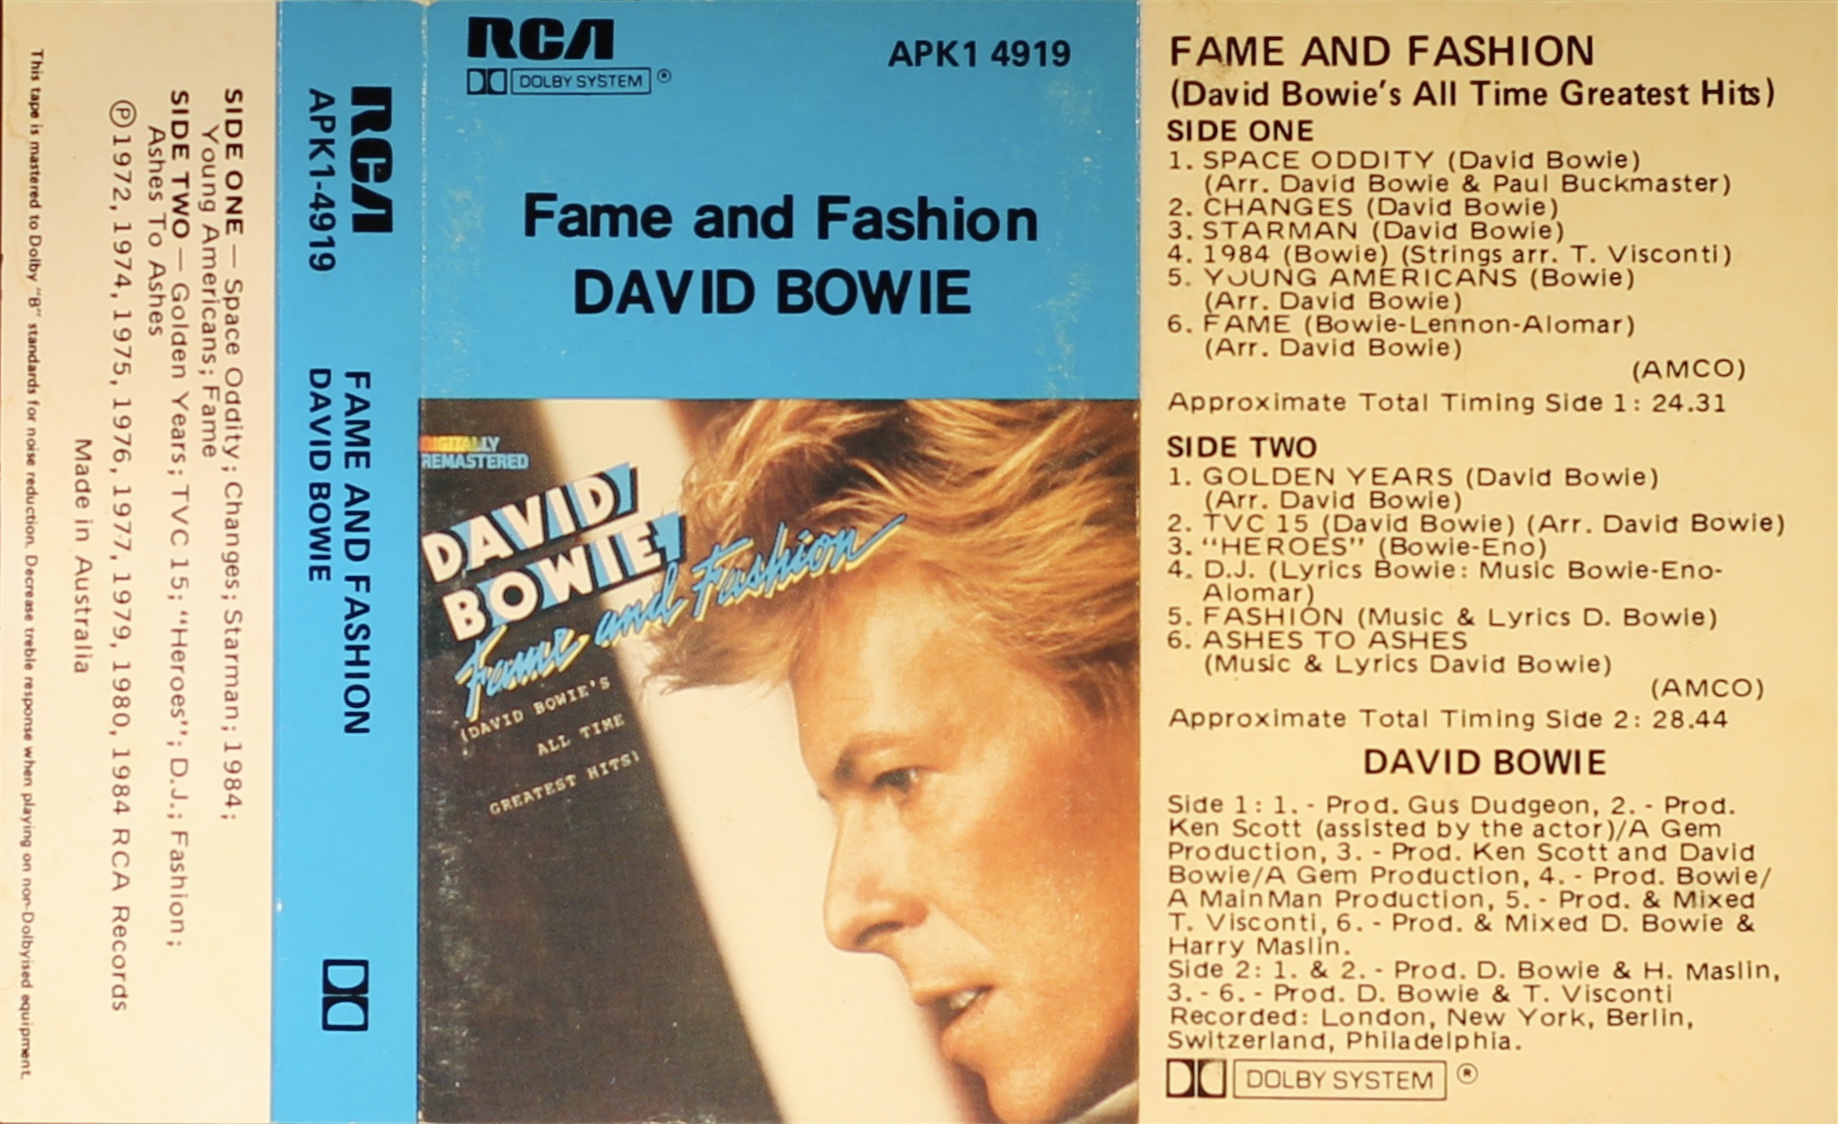 This tape is mastered to Dolby "B" standards for noise reduction. Decrease treble response when playing on non-Dolbyised equipment.
SIDE ONE — Space Oddity; Changes; Starman; 1984;
Young Americans; Fame
SIDE TWO — Golden Years; TVC 15; "Heroes"; D.J.; Fashion;
Ashes To Ashes
Ⓟ1972, 1974, 1975, 1976, 1977, 1979, 1980, 1984 RCA Records
Made in Australia
RCA
APK1-4919
FAME AND FASHION
DAVID BOWIE
RCA
DOLBY SYSTEM ®
APK1 4919
Fame and Fashion
DAVID BOWIE
DIGITALLY
REMASTERED
DAVID
BOWIE
Fame and Fashion
(DAVID BOWIE'S
ALL TIME
GREATEST HITS)
FAME AND FASHION
(David Bowie's All Time Greatest Hits)
SIDE ONE
1. SPACE ODDITY (David Bowie)
(Arr. David Bowie & Paul Buckmaster)
2. CHANGES (David Bowie)
3. STARMAN (David Bowie)
4. 1984 (Bowie) (Strings arr. T. Visconti)
5. YOUNG AMERICANS (Bowie)
(Arr. David Bowie)
6. FAME (Bowie-Lennon-Alomar)
(Arr. David Bowie)
(AMCO)
Approximate Total Timing Side 1: 24.31
SIDE TWO
1. GOLDEN YEARS (David Bowie)
(Arr. David Bowie)
2. TVC 15 (David Bowie) (Arr. David Bowie)
3. "HEROES" (Bowie-Eno)
4. D.J. (Lyrics Bowie: Music Bowie-Eno-
Alomar)
5. FASHION (Music & Lyrics D. Bowie)
6. ASHES TO ASHES
(Music & Lyrics David Bowie)
(AMCO)
Approximate Total Timing Side 2: 28.44
DAVID BOWIE
Side 1: 1. - Prod. Gus Dudgeon, 2. - Prod.
Ken Scott (assisted by the actor)/A Gem
Production, 3. - Prod. Ken Scott and David
Bowie/A Gem Production, 4. - Prod. Bowie/
A MainMan Production, 5. - Prod. & Mixed
T. Visconti, 6. - Prod. & Mixed D. Bowie &
Harry Maslin.
Side 2: 1. & 2. - Prod. D. Bowie & H. Maslin,
3. - 6. - Prod. D. Bowie & T. Visconti
Recorded: London, New York, Berlin,
Switzerland, Philadelphia.
DOLBY SYSTEM ®